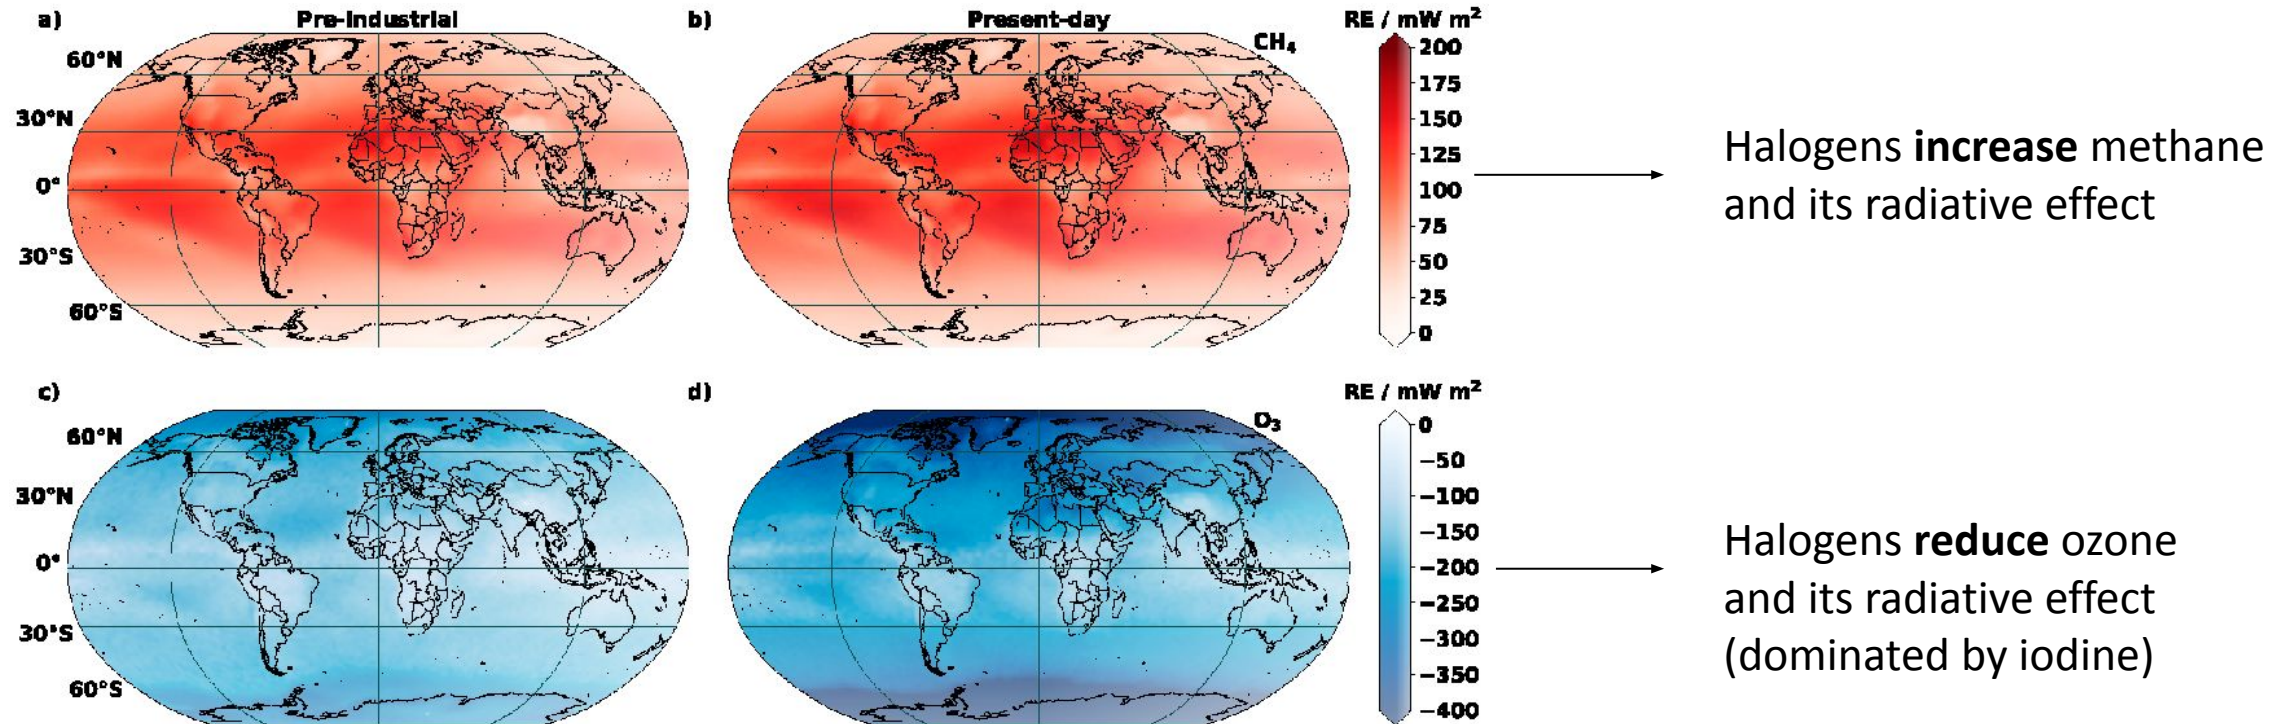 a) Pre-industrial b) Present-day RE / mW m²
CH₄
60°N
30°N
0°
30°S
60°S
200
175
150
125
100
75
50
25
0
Halogens increase methane
and its radiative effect
c) d) RE / mW m²
O₃
60°N
30°N
0°
30°S
60°S
0
−50
−100
−150
−200
−250
−300
−350
−400
Halogens reduce ozone
and its radiative effect
(dominated by iodine)